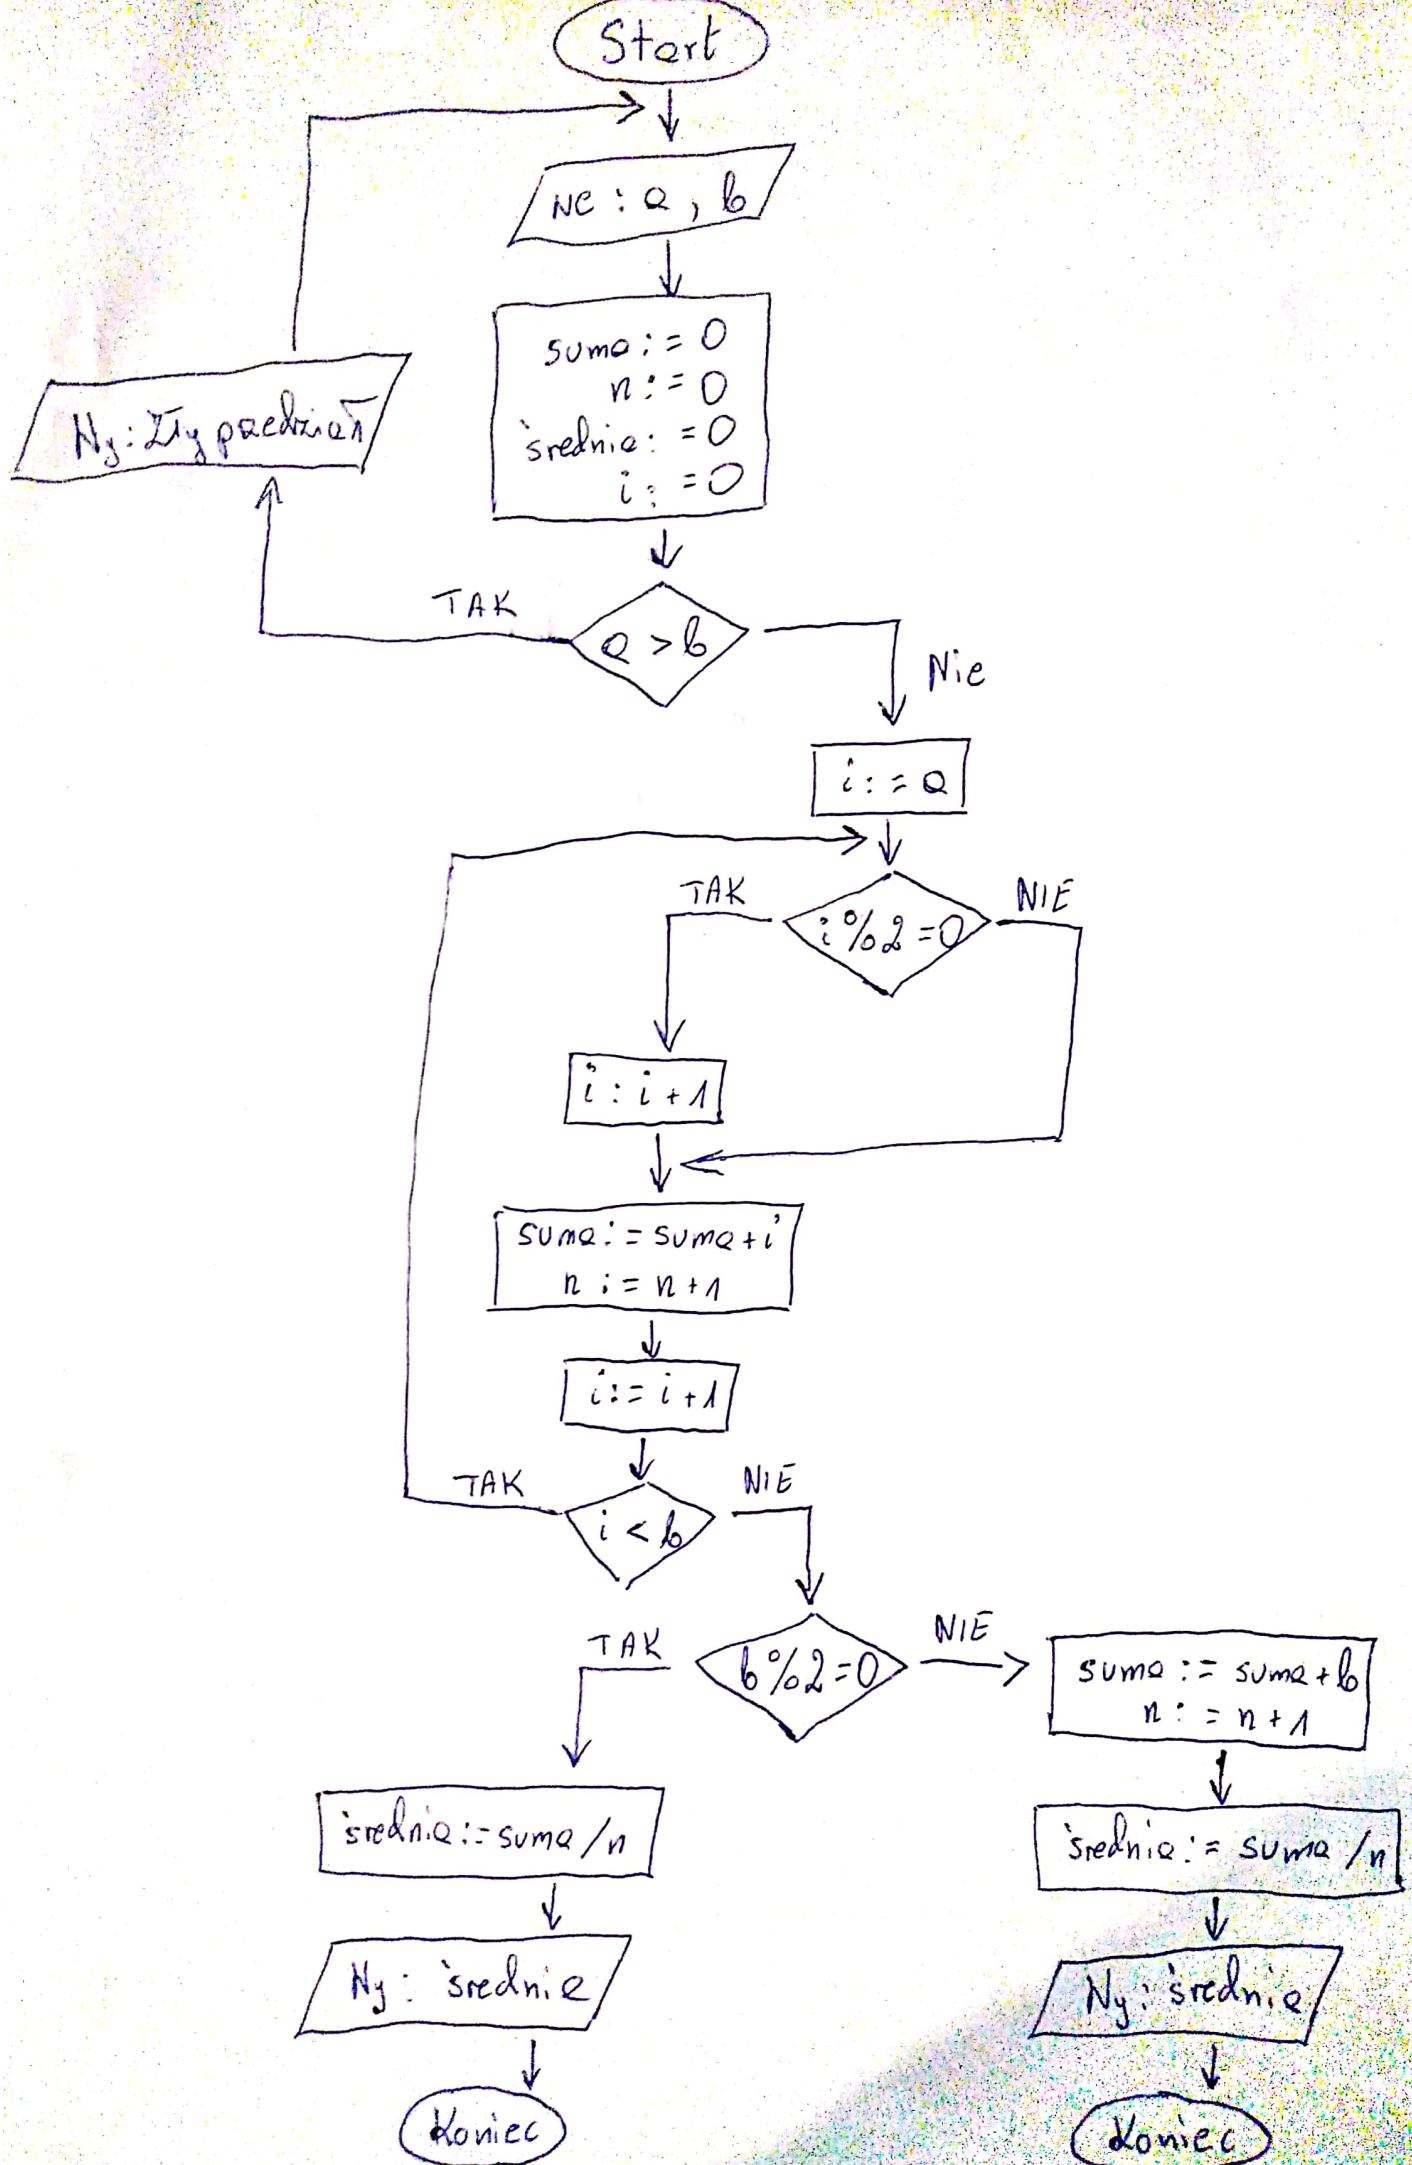 Start
We : a , b
suma : = 0
n : = 0
średnia : = 0
i : = 0
Wy : Zły przedział
TAK
a > b
Nie
i : = a
TAK
i % 2 = 0
NIE
i : i + 1
suma : = suma + i
n : = n + 1
i : = i + 1
TAK
i < b
NIE
TAK
b % 2 = 0
NIE
suma : = suma + b
n : = n + 1
średnia : = suma / n
średnia : = suma / n
Wy : średnia
Wy : średnia
Koniec
Koniec